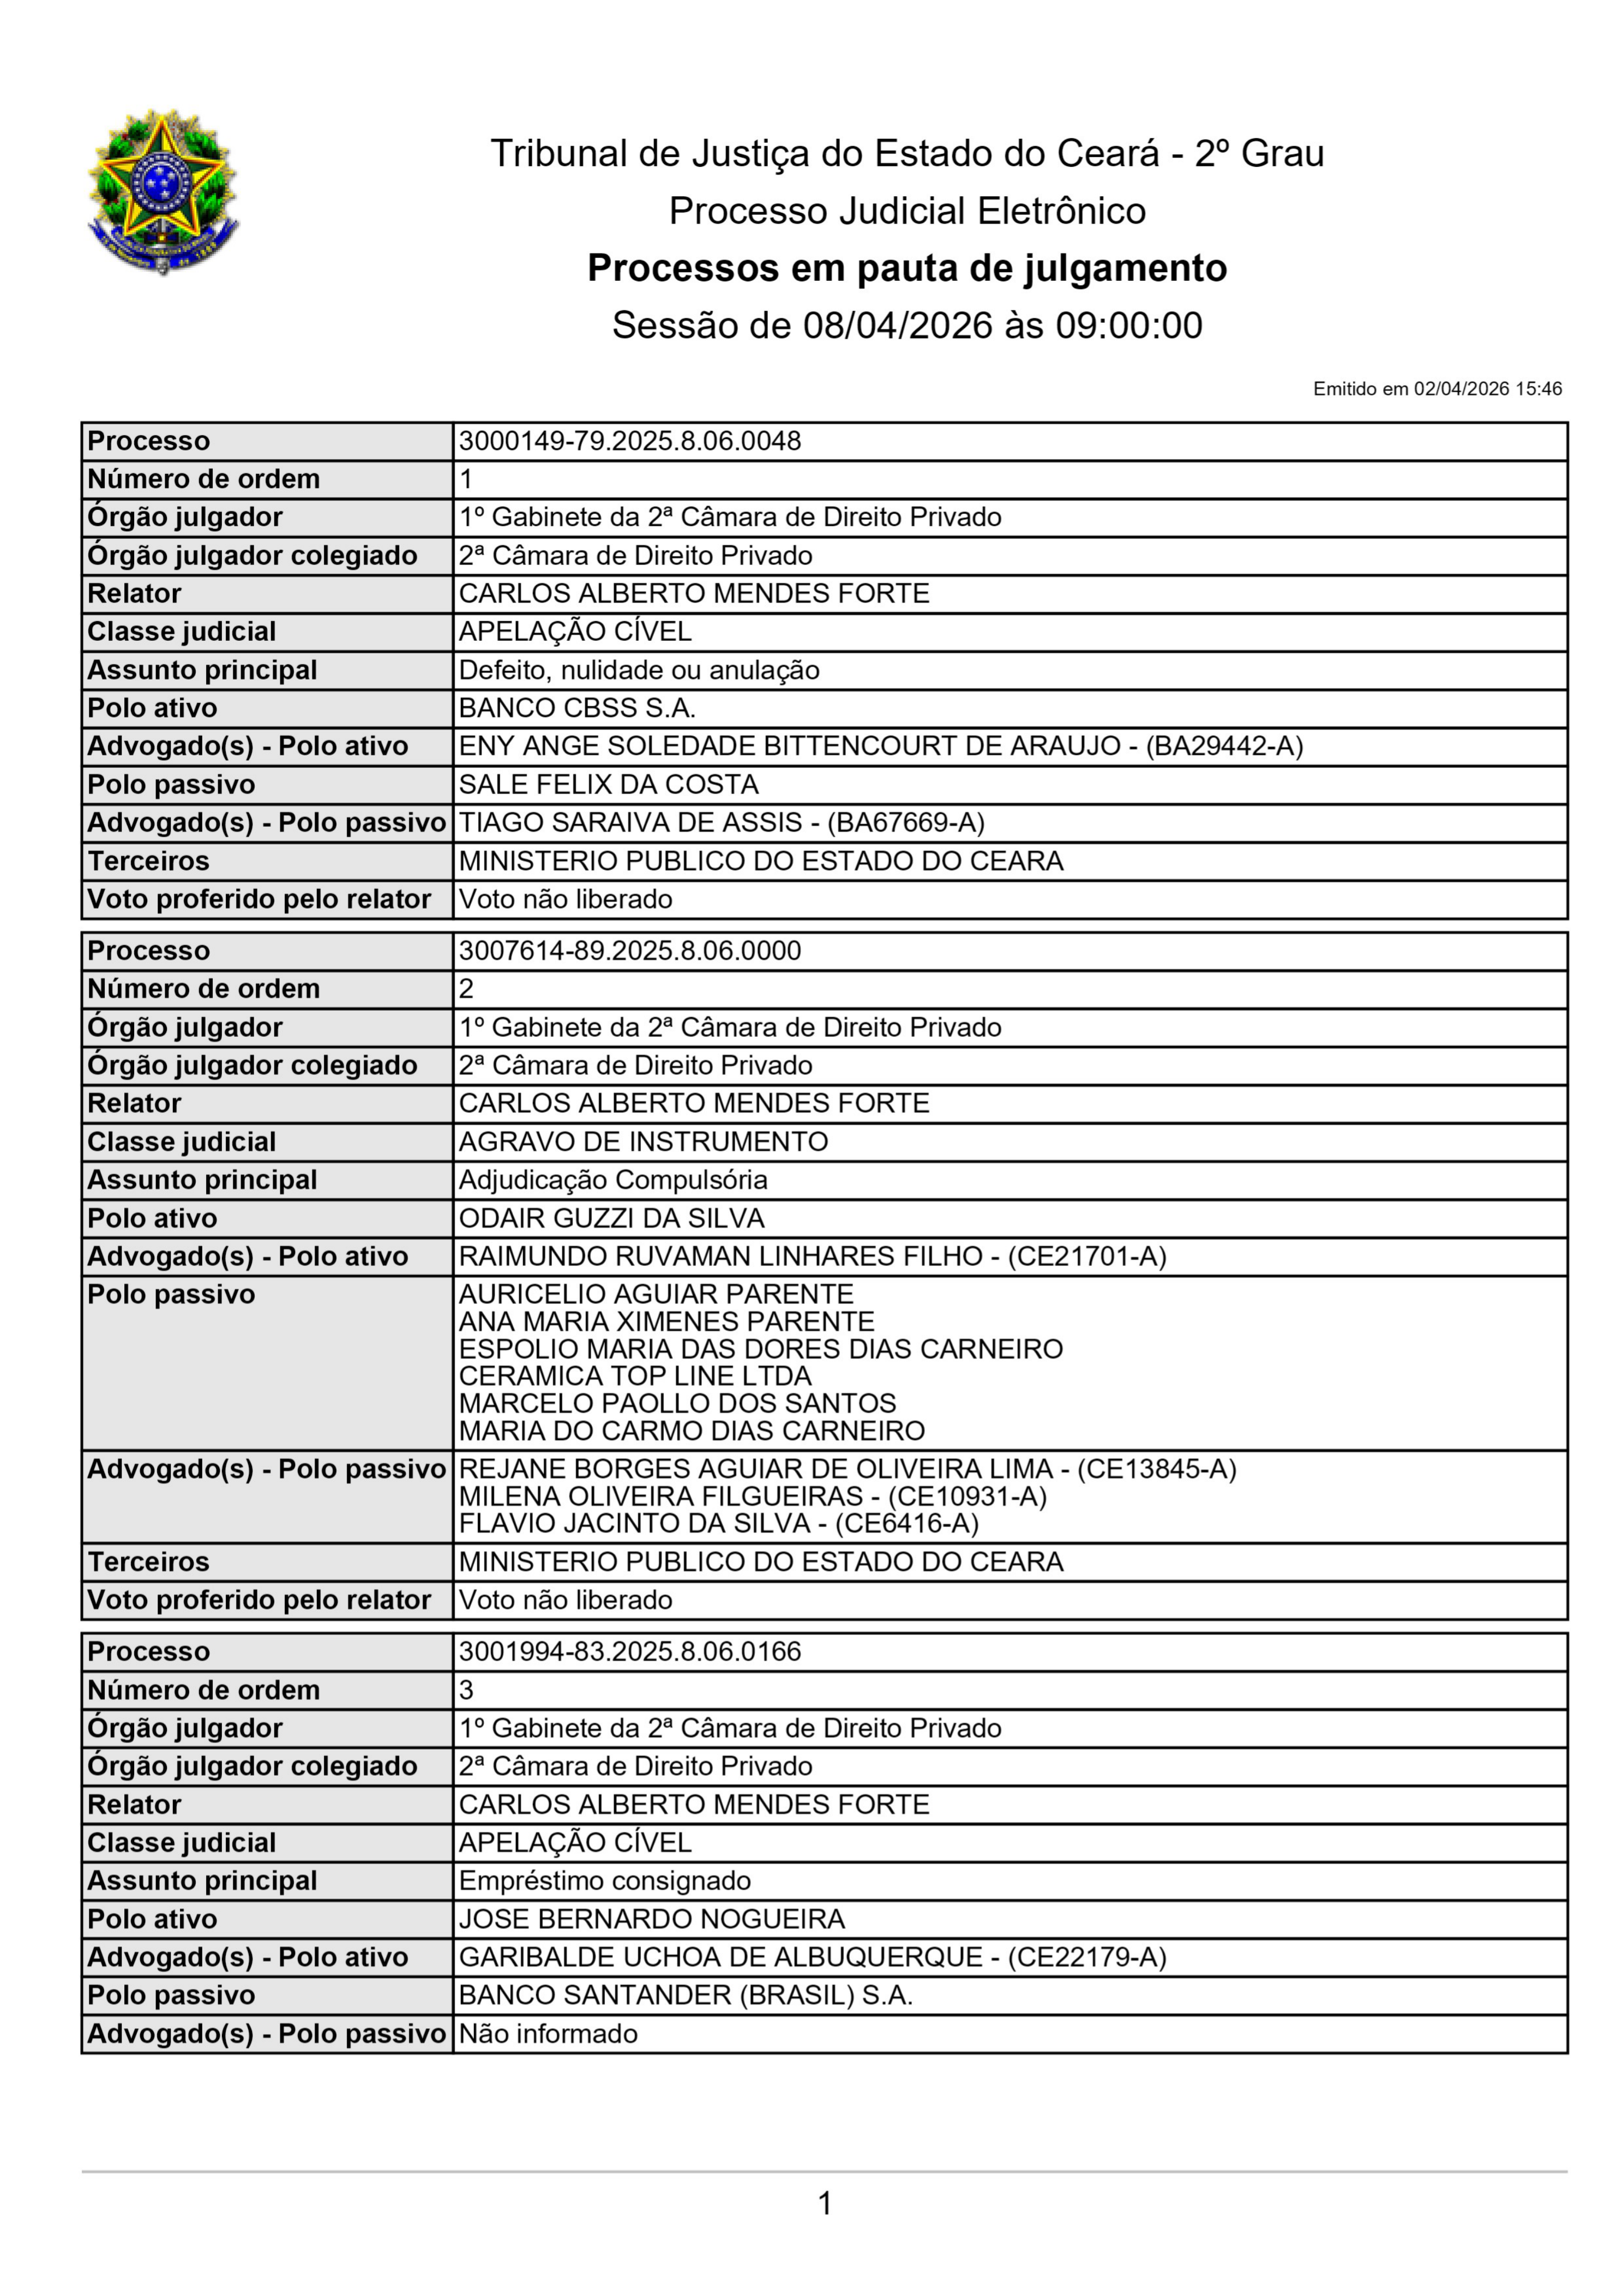 Tribunal de Justiça do Estado do Ceará - 2º Grau
Processo Judicial Eletrônico
Processos em pauta de julgamento
Sessão de 08/04/2026 às 09:00:00
Emitido em 02/04/2026 15:46
Processo 3000149-79.2025.8.06.0048
Número de ordem 1
Órgão julgador 1º Gabinete da 2ª Câmara de Direito Privado
Órgão julgador colegiado 2ª Câmara de Direito Privado
Relator CARLOS ALBERTO MENDES FORTE
Classe judicial APELAÇÃO CÍVEL
Assunto principal Defeito, nulidade ou anulação
Polo ativo BANCO CBSS S.A.
Advogado(s) - Polo ativo ENY ANGE SOLEDADE BITTENCOURT DE ARAUJO - (BA29442-A)
Polo passivo SALE FELIX DA COSTA
Advogado(s) - Polo passivo TIAGO SARAIVA DE ASSIS - (BA67669-A)
Terceiros MINISTERIO PUBLICO DO ESTADO DO CEARA
Voto proferido pelo relator Voto não liberado
Processo 3007614-89.2025.8.06.0000
Número de ordem 2
Órgão julgador 1º Gabinete da 2ª Câmara de Direito Privado
Órgão julgador colegiado 2ª Câmara de Direito Privado
Relator CARLOS ALBERTO MENDES FORTE
Classe judicial AGRAVO DE INSTRUMENTO
Assunto principal Adjudicação Compulsória
Polo ativo ODAIR GUZZI DA SILVA
Advogado(s) - Polo ativo RAIMUNDO RUVAMAN LINHARES FILHO - (CE21701-A)
Polo passivo AURICELIO AGUIAR PARENTE
ANA MARIA XIMENES PARENTE
ESPOLIO MARIA DAS DORES DIAS CARNEIRO
CERAMICA TOP LINE LTDA
MARCELO PAOLLO DOS SANTOS
MARIA DO CARMO DIAS CARNEIRO
Advogado(s) - Polo passivo REJANE BORGES AGUIAR DE OLIVEIRA LIMA - (CE13845-A)
MILENA OLIVEIRA FILGUEIRAS - (CE10931-A)
FLAVIO JACINTO DA SILVA - (CE6416-A)
Terceiros MINISTERIO PUBLICO DO ESTADO DO CEARA
Voto proferido pelo relator Voto não liberado
Processo 3001994-83.2025.8.06.0166
Número de ordem 3
Órgão julgador 1º Gabinete da 2ª Câmara de Direito Privado
Órgão julgador colegiado 2ª Câmara de Direito Privado
Relator CARLOS ALBERTO MENDES FORTE
Classe judicial APELAÇÃO CÍVEL
Assunto principal Empréstimo consignado
Polo ativo JOSE BERNARDO NOGUEIRA
Advogado(s) - Polo ativo GARIBALDE UCHOA DE ALBUQUERQUE - (CE22179-A)
Polo passivo BANCO SANTANDER (BRASIL) S.A.
Advogado(s) - Polo passivo Não informado
1